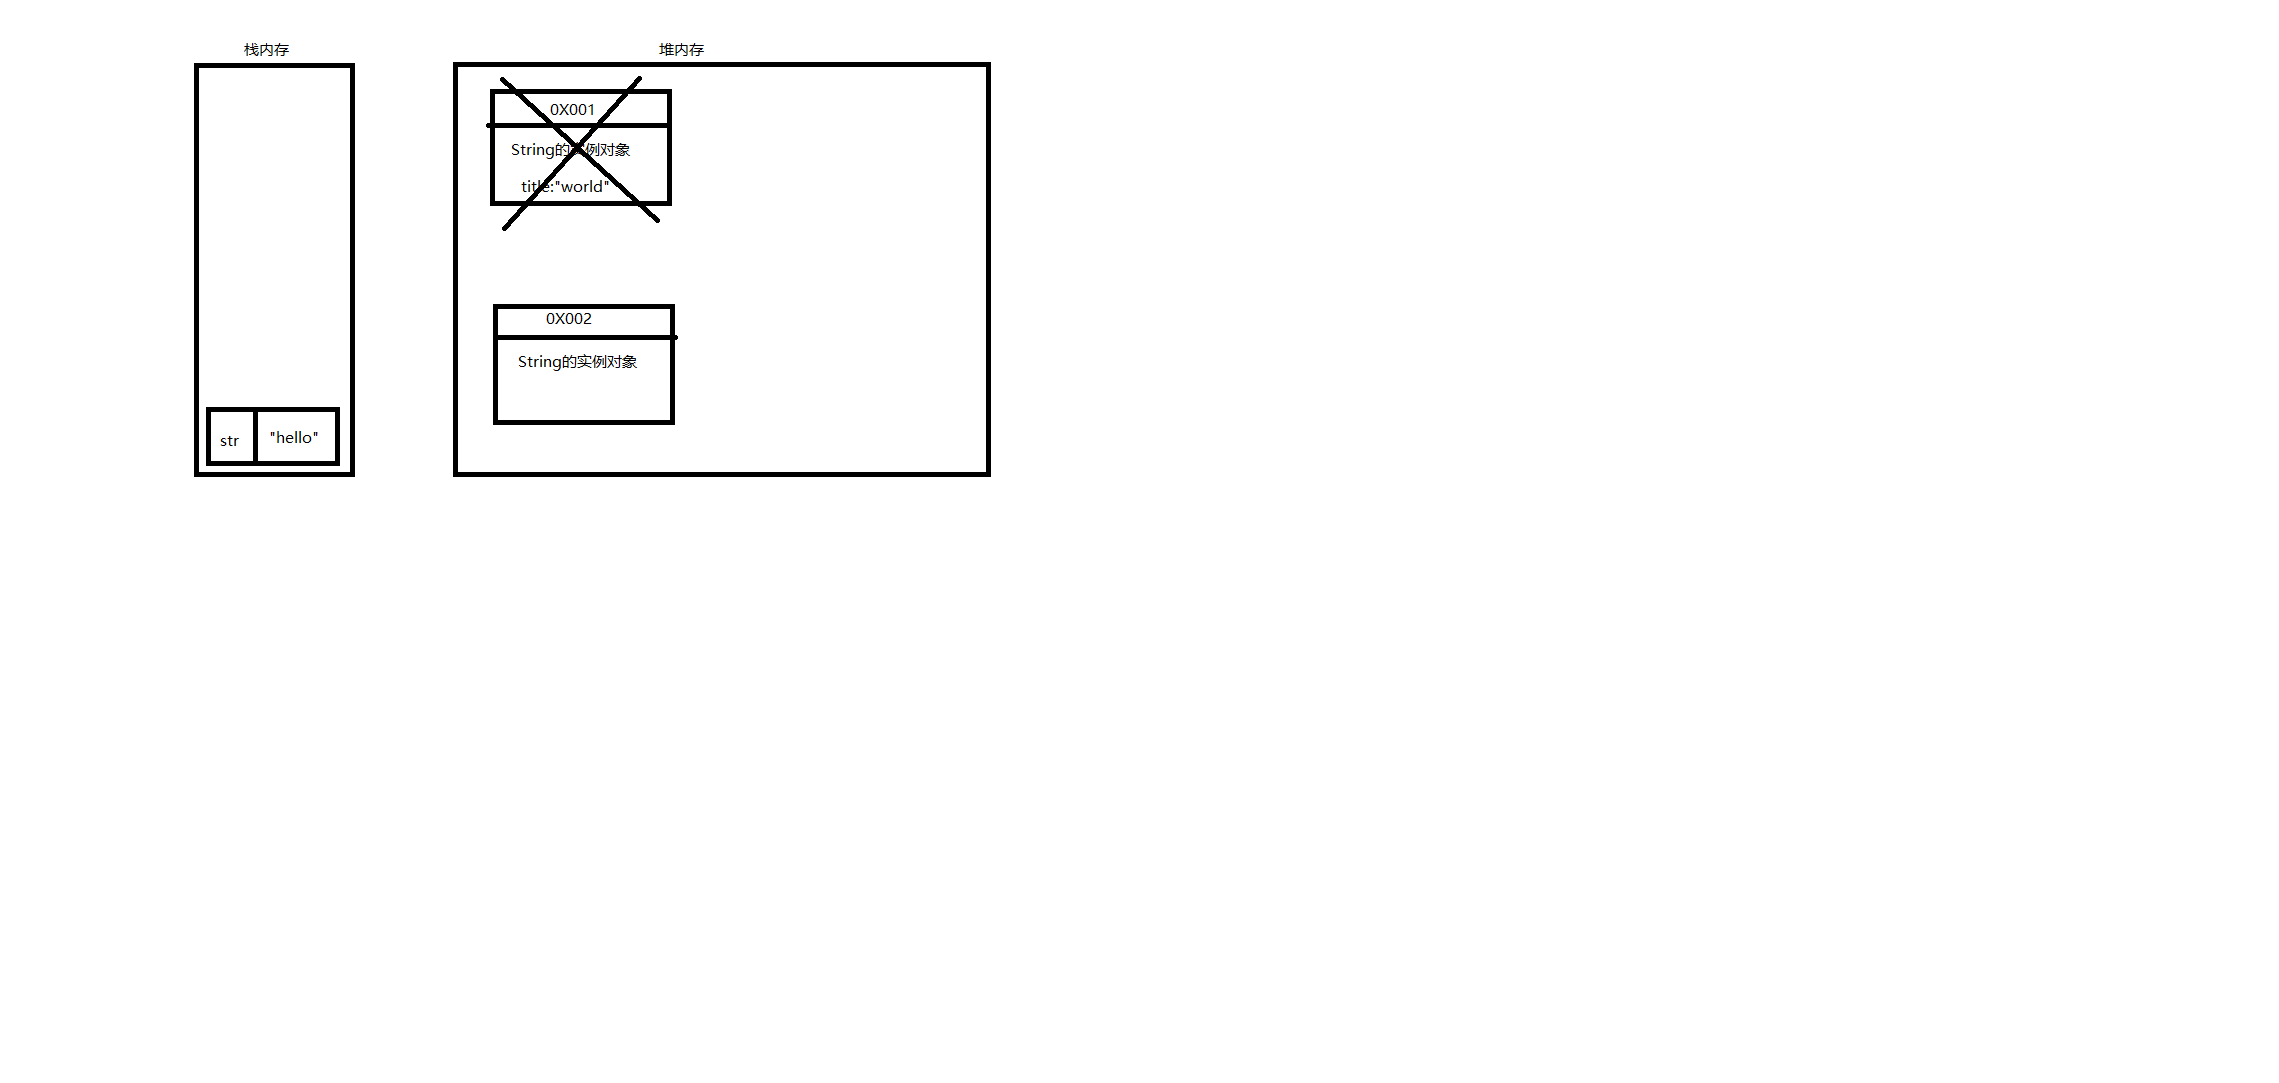 栈内存
堆内存
0X001
String的实例对象
title:"world"
0X002
String的实例对象
str
"hello"